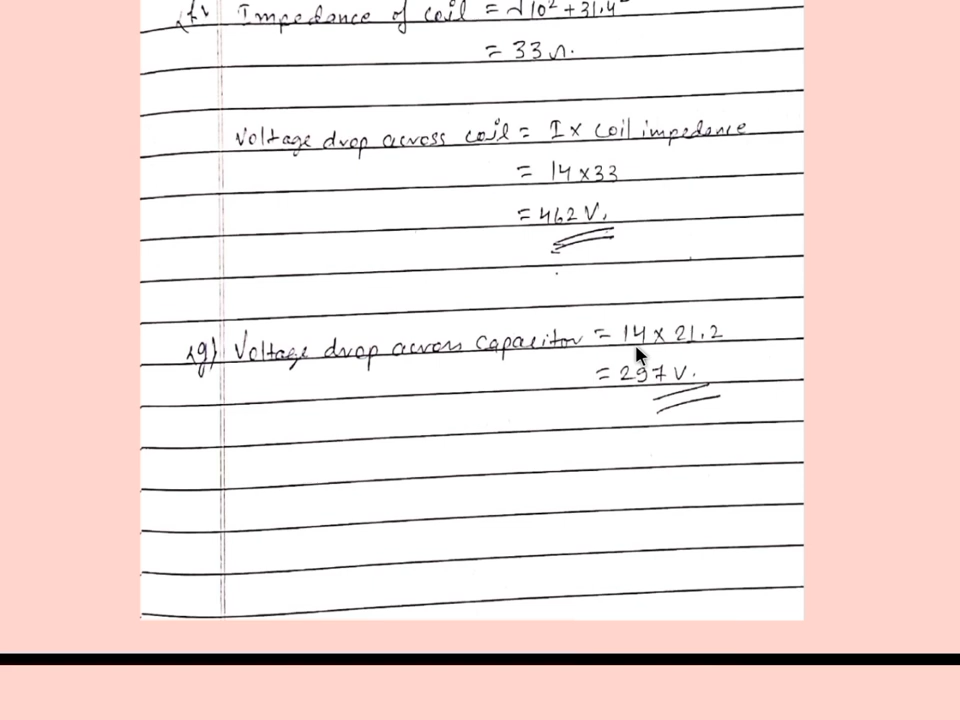 (f) Impedance of coil = √10² + 31.4²
= 33 Ω.
Voltage drop across coil = I × coil impedance
= 14 × 33
= 462 V.
(g) Voltage drop across capacitor = 14 × 21.2
= 297 V.